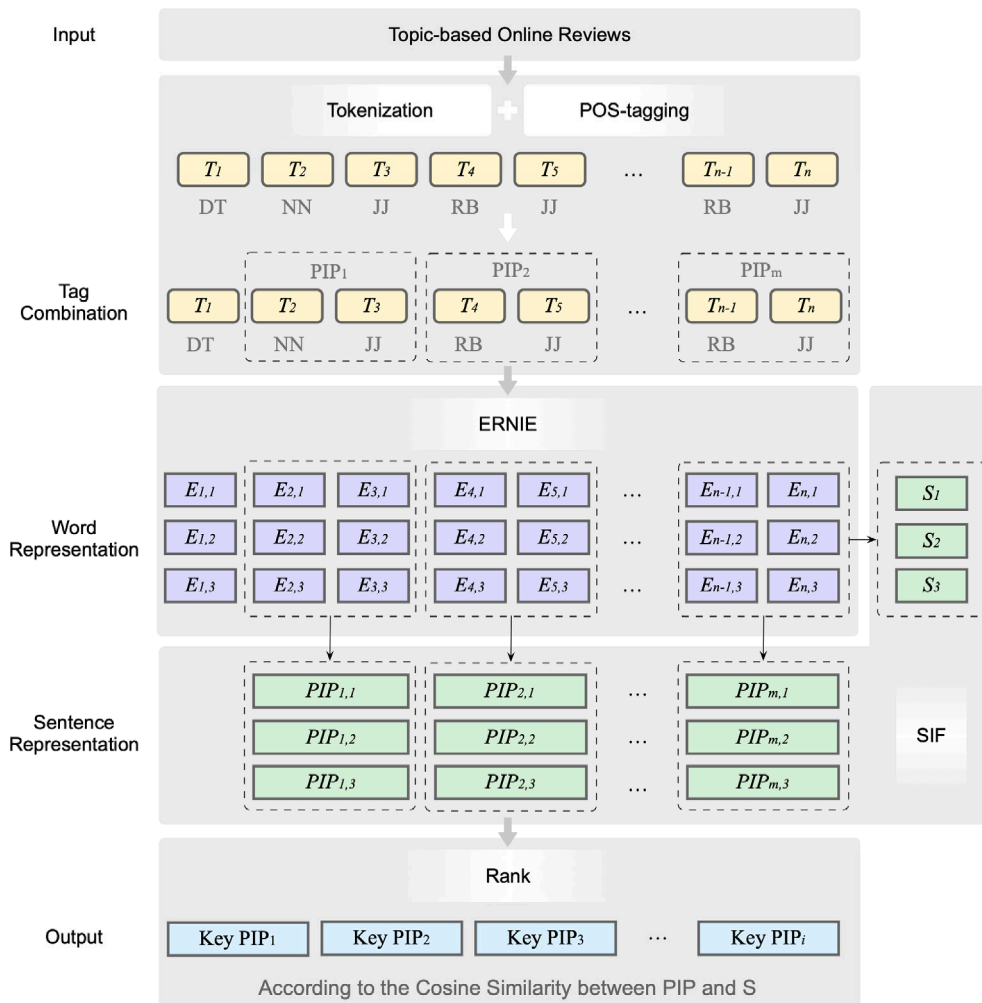 Input
Topic-based Online Reviews
Tokenization + POS-tagging
T1 T2 T3 T4 T5 ... Tn-1 Tn
DT NN JJ RB JJ RB JJ
Tag
Combination
PIP1 PIP2 PIPm
T1 T2 T3 T4 T5 ... Tn-1 Tn
DT NN JJ RB JJ RB JJ
ERNIE
Word
Representation
E1,1 E2,1 E3,1 E4,1 E5,1 ... En-1,1 En,1
S1
E1,2 E2,2 E3,2 E4,2 E5,2 ... En-1,2 En,2
S2
E1,3 E2,3 E3,3 E4,3 E5,3 ... En-1,3 En,3
S3
Sentence
Representation
PIP1,1 PIP2,1 ... PIPm,1
PIP1,2 PIP2,2 ... PIPm,2
PIP1,3 PIP2,3 ... PIPm,3
SIF
Rank
Output
Key PIP1 Key PIP2 Key PIP3 ... Key PIPi
According to the Cosine Similarity between PIP and S